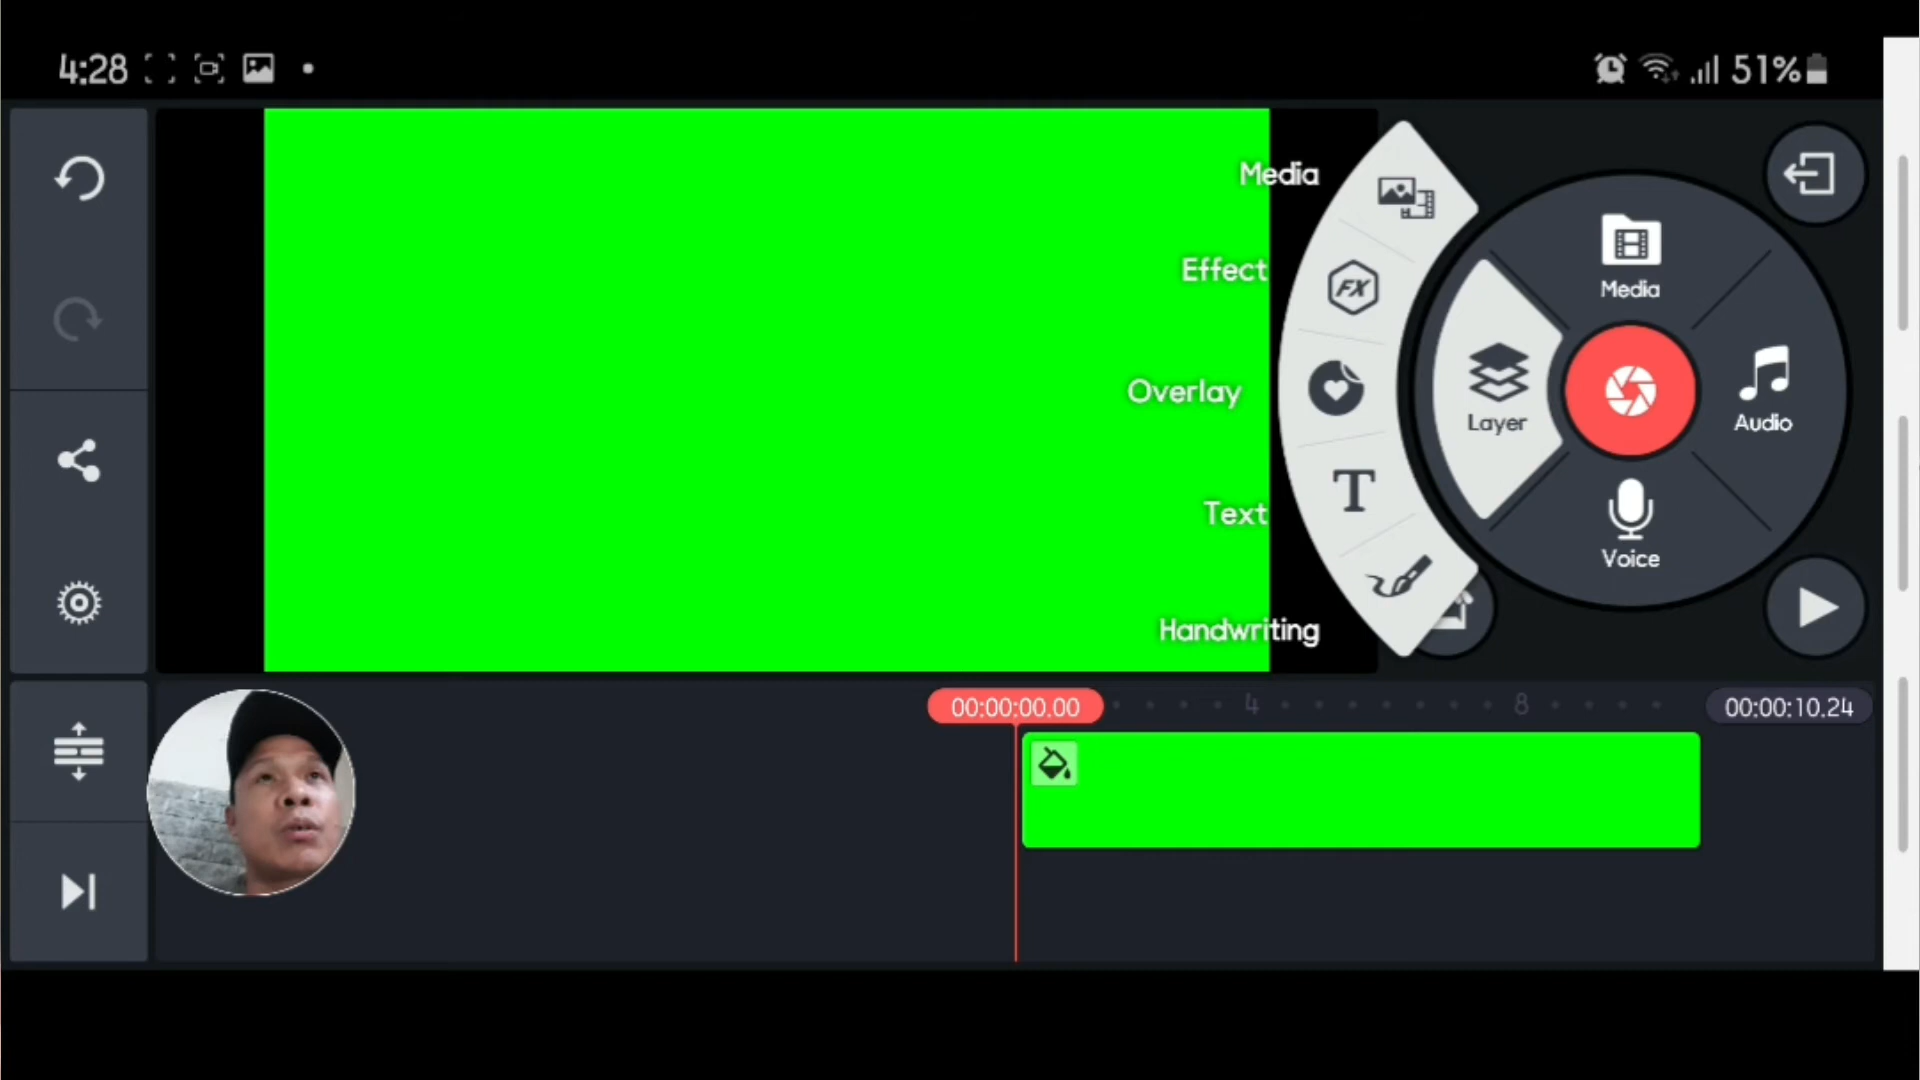 4:28
51%
Media
Effect
Overlay
Text
Handwriting
FX
T
Media
Layer
Audio
Voice
00:00:00.00
4
8
00:00:10.24